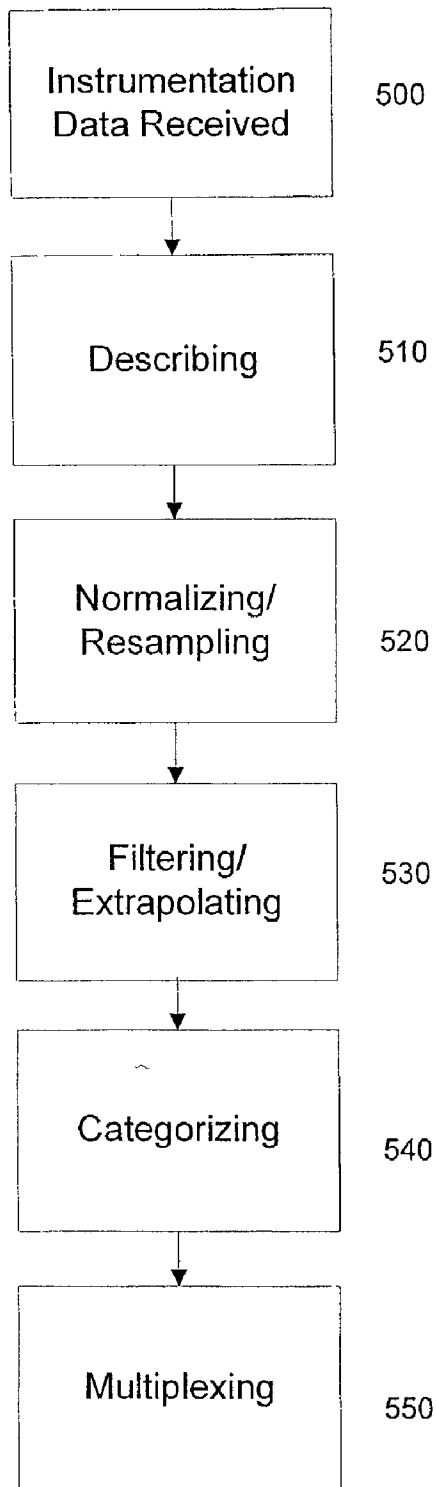 Instrumentation
Data Received
500
Describing
510
Normalizing/
Resampling
520
Filtering/
Extrapolating
530
Categorizing
540
Multiplexing
550